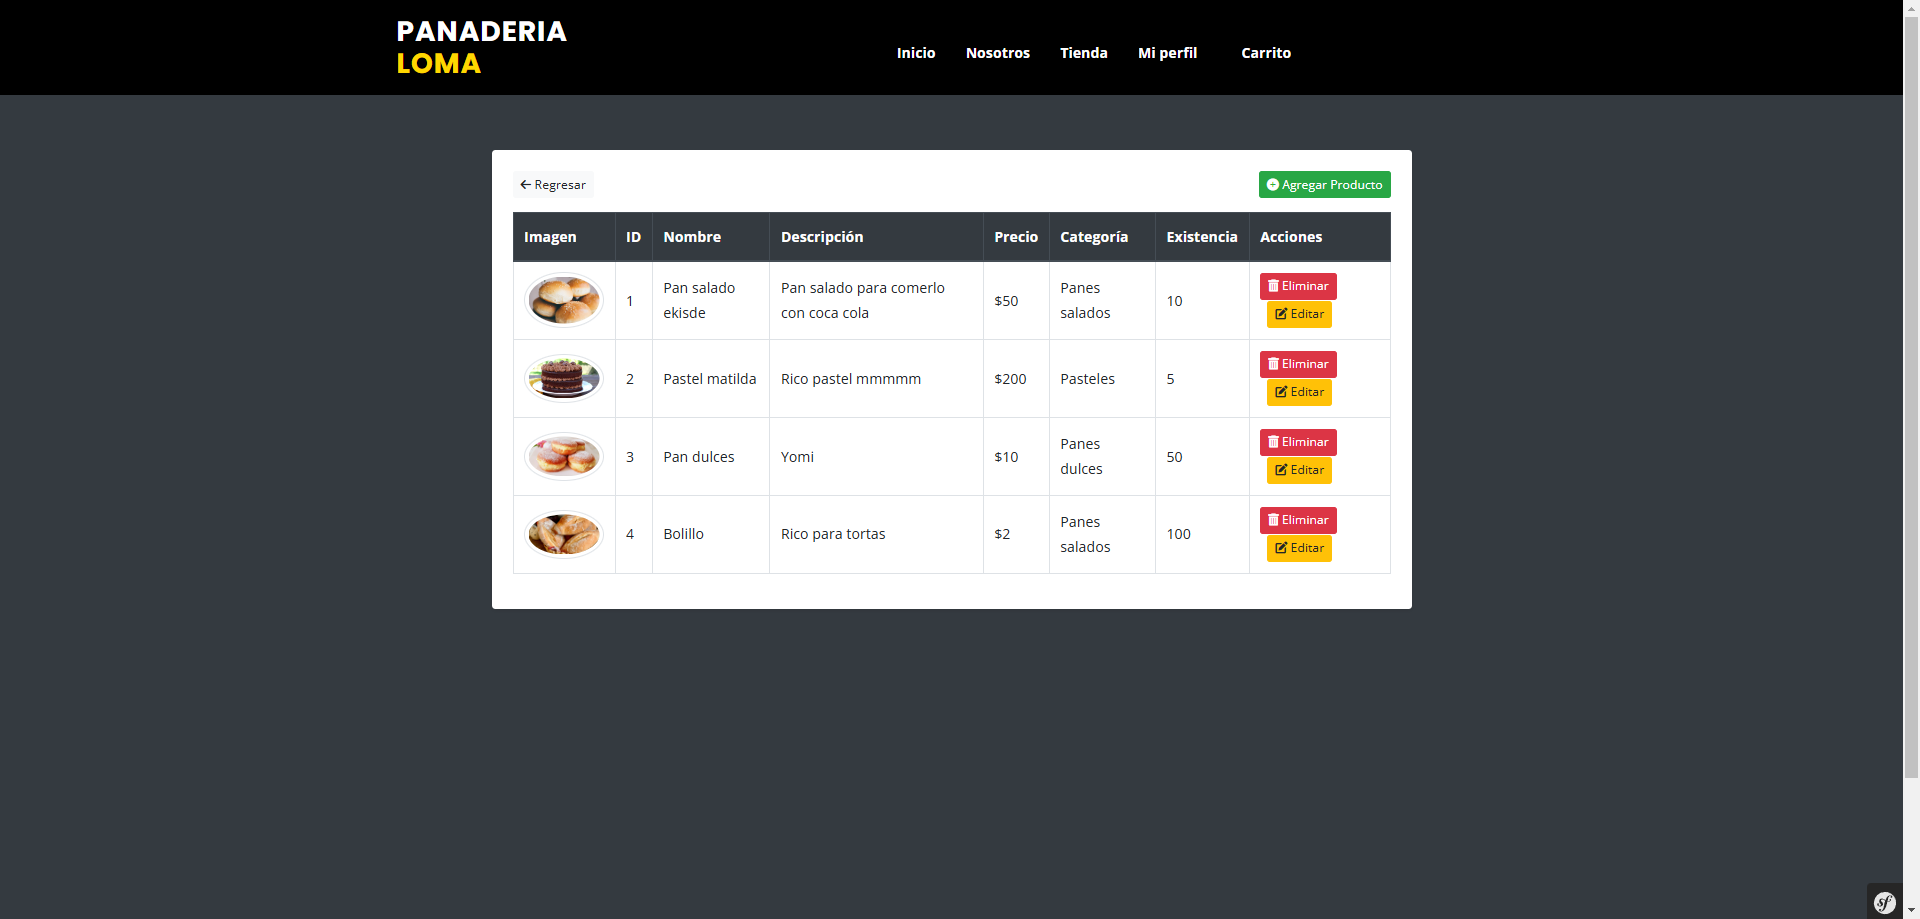 PANADERIA
LOMA
Inicio Nosotros Tienda Mi perfil Carrito
Regresar Agregar Producto
Imagen ID Nombre Descripción Precio Categoría Existencia Acciones
1 Pan salado ekisde Pan salado para comerlo con coca cola $50 Panes salados 10 Eliminar Editar
2 Pastel matilda Rico pastel mmmmm $200 Pasteles 5 Eliminar Editar
3 Pan dulces Yomi $10 Panes dulces 50 Eliminar Editar
4 Bolillo Rico para tortas $2 Panes salados 100 Eliminar Editar
sf